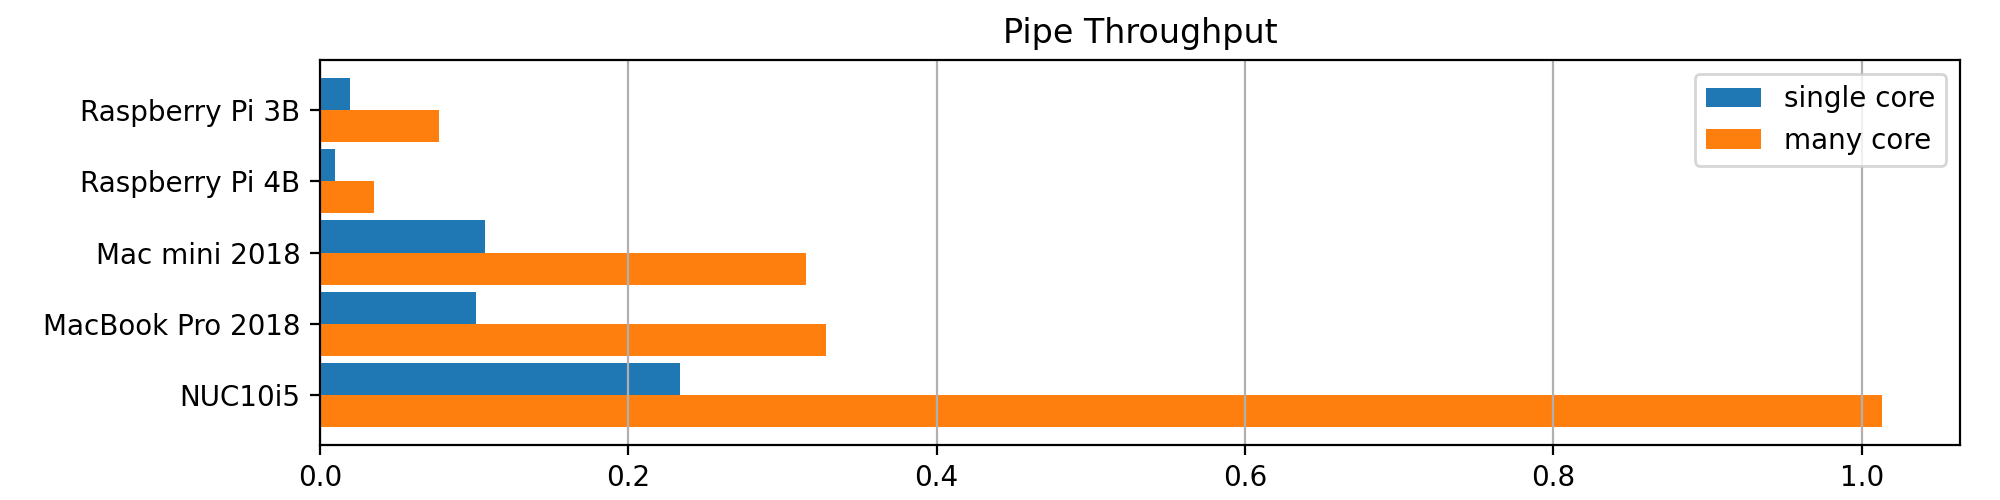 Pipe Throughput
single core
many core
Raspberry Pi 3B
Raspberry Pi 4B
Mac mini 2018
MacBook Pro 2018
NUC10i5
0.0 0.2 0.4 0.6 0.8 1.0